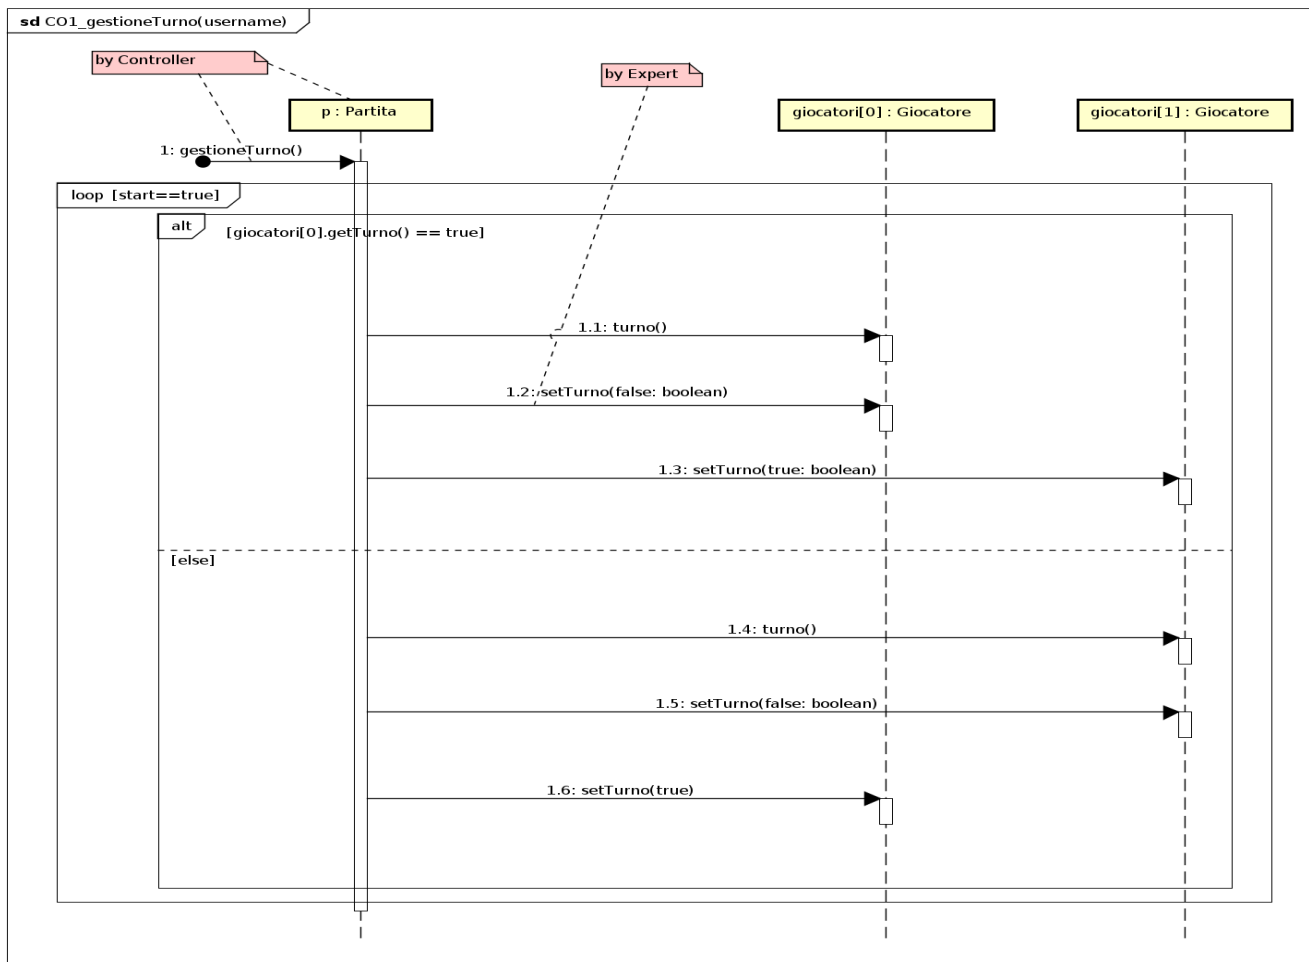 sd CO1_gestioneTurno(username)
by Controller
by Expert
p : Partita
giocatori[0] : Giocatore
giocatori[1] : Giocatore
1: gestioneTurno()
loop [start==true]
alt
[giocatori[0].getTurno() == true]
1.1: turno()
1.2: setTurno(false: boolean)
1.3: setTurno(true: boolean)
[else]
1.4: turno()
1.5: setTurno(false: boolean)
1.6: setTurno(true)